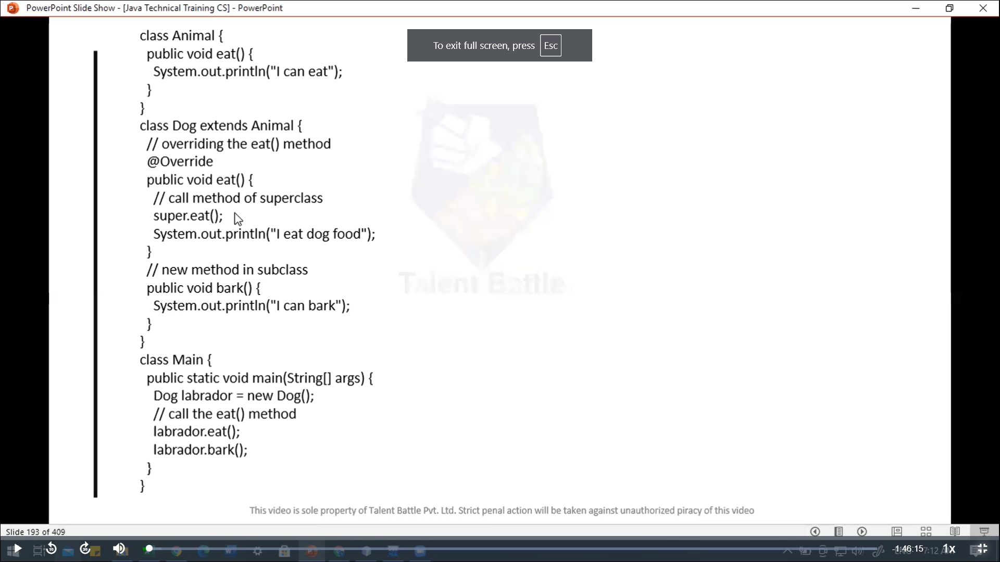 PowerPoint Slide Show - [Java Technical Training CS] - PowerPoint
To exit full screen, press Esc
class Animal {
public void eat() {
System.out.println("I can eat");
}
}
class Dog extends Animal {
// overriding the eat() method
@Override
public void eat() {
// call method of superclass
super.eat();
System.out.println("I eat dog food");
}
// new method in subclass
public void bark() {
System.out.println("I can bark");
}
}
class Main {
public static void main(String[] args) {
Dog labrador = new Dog();
// call the eat() method
labrador.eat();
labrador.bark();
}
}
Talent Battle
This video is sole property of Talent Battle Pvt. Ltd. Strict penal action will be taken against unauthorized piracy of this video
Slide 193 of 409
10
30
-1:46:15
1x